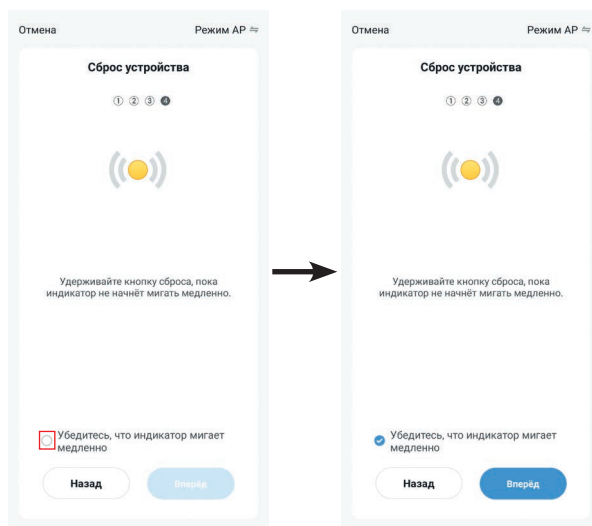 Отмена
Режим AP ⇋
Сброс устройства
① ② ③ ❹
Удерживайте кнопку сброса, пока
индикатор не начнёт мигать медленно.
Убедитесь, что индикатор мигает
медленно
Назад
Вперёд
Отмена
Режим AP ⇋
Сброс устройства
① ② ③ ❹
Удерживайте кнопку сброса, пока
индикатор не начнёт мигать медленно.
Убедитесь, что индикатор мигает
медленно
Назад
Вперёд